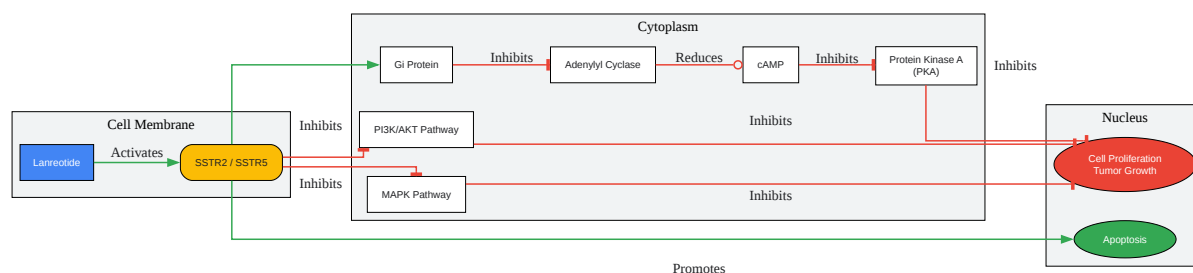 Cytoplasm
Gi Protein
Inhibits
Adenylyl Cyclase
Reduces
cAMP
Inhibits
Protein Kinase A
(PKA)
Inhibits
Cell Membrane
Lanreotide
Activates
SSTR2 / SSTR5
Inhibits
Inhibits
PI3K/AKT Pathway
Inhibits
MAPK Pathway
Inhibits
Nucleus
Cell Proliferation
Tumor Growth
Apoptosis
Promotes